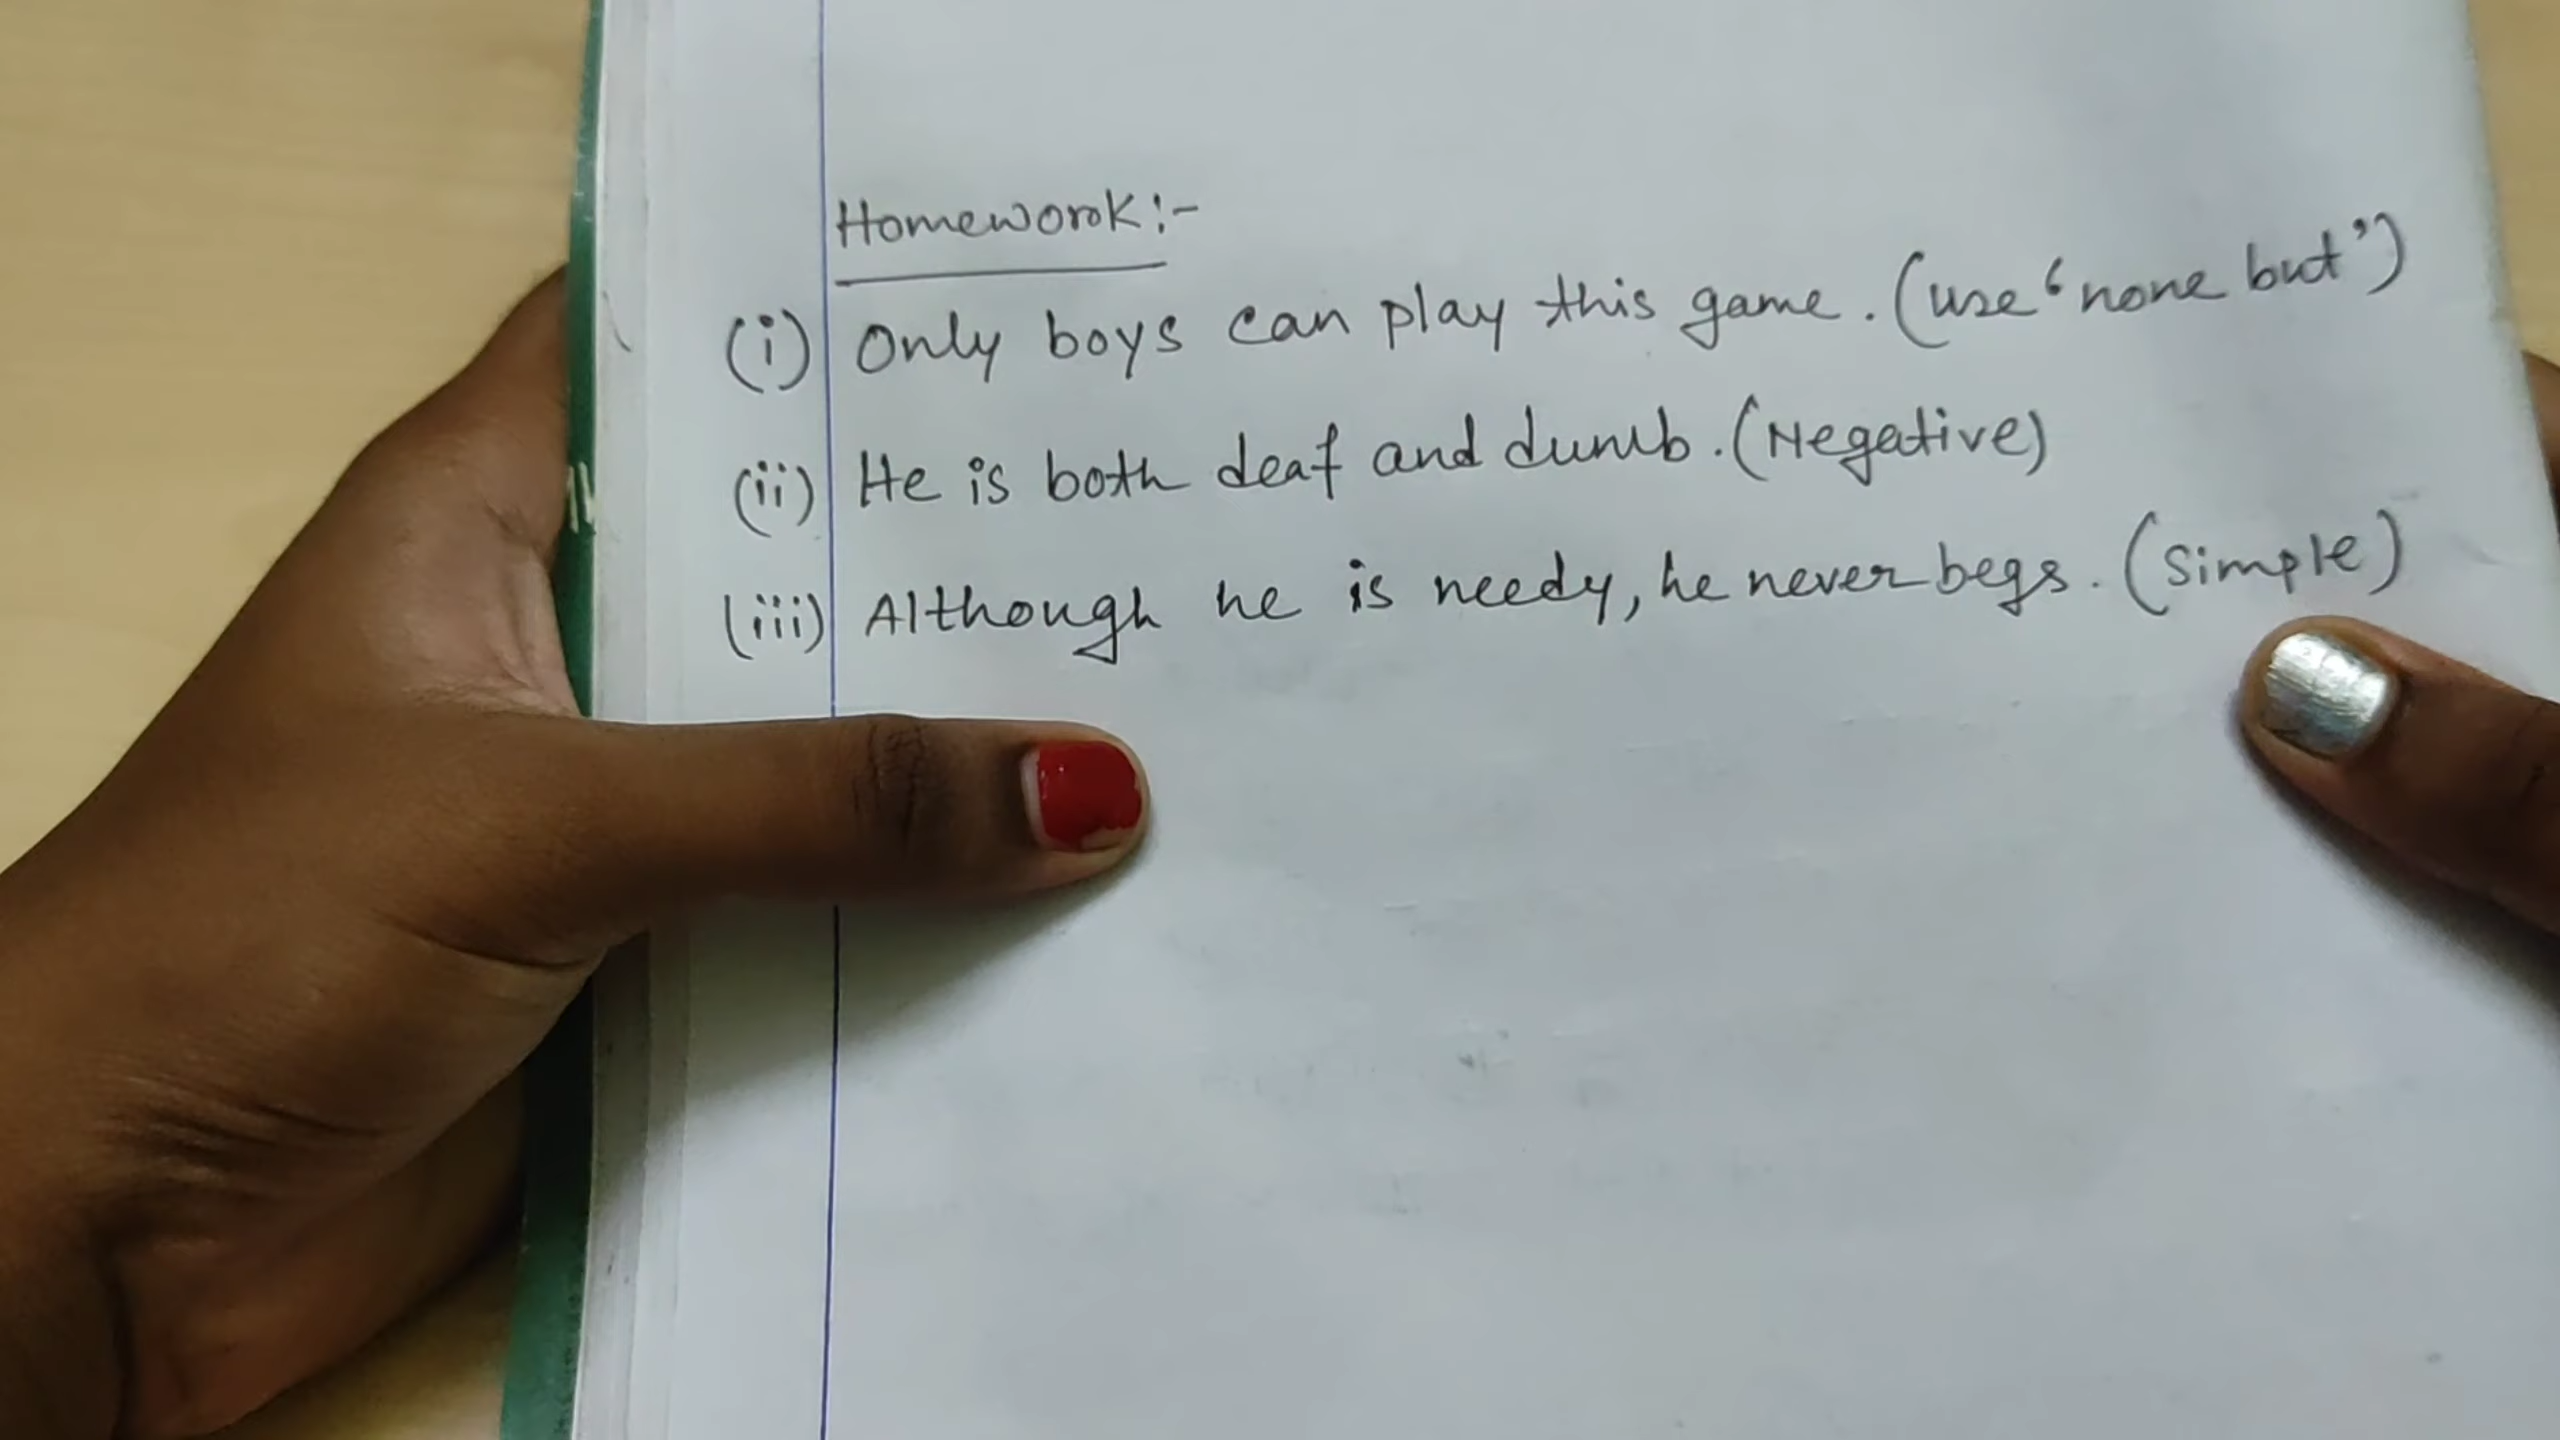 Homework:-
(i) Only boys can play this game. (use 'none but')
(ii) He is both deaf and dumb. (Negative)
(iii) Although he is needy, he never begs. (Simple)